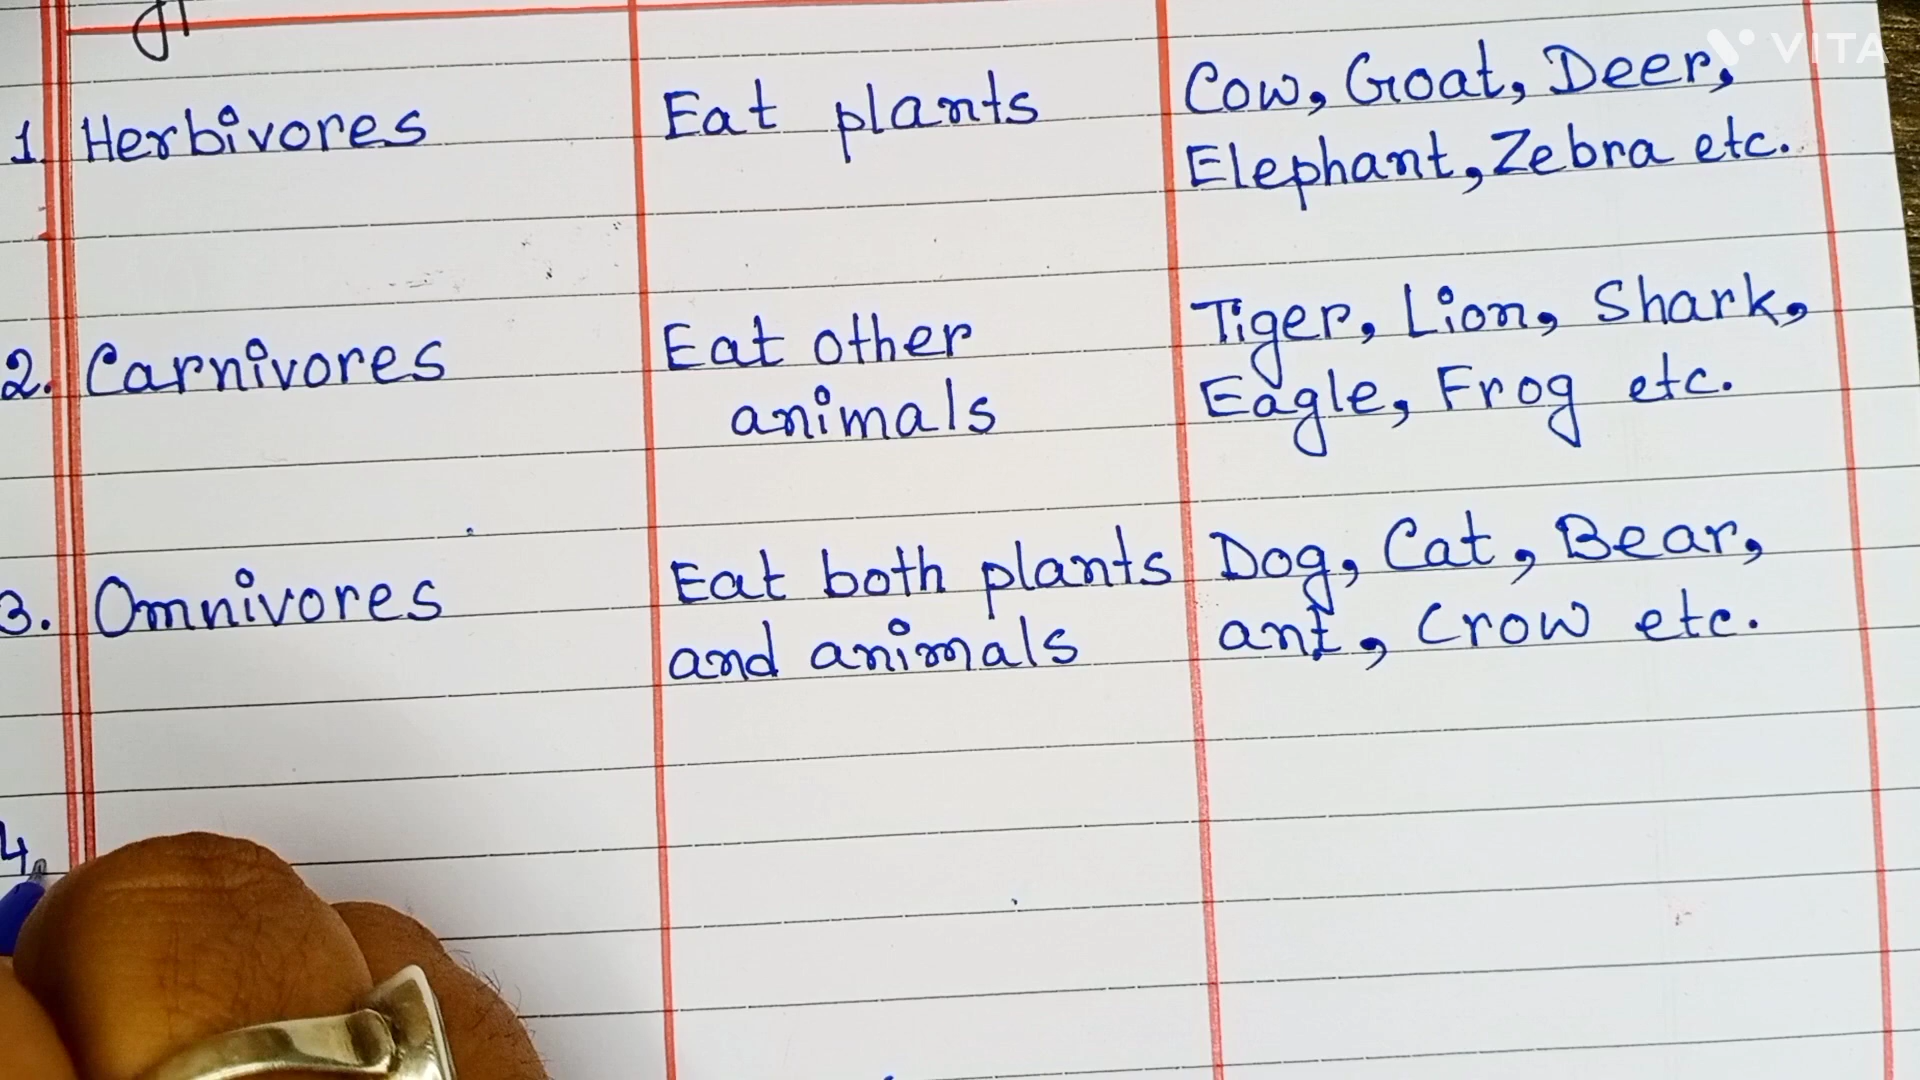 1. Herbivores Eat plants Cow, Goat, Deer,
Elephant, Zebra etc.
2. Carnivores Eat other Tiger, Lion, Shark,
animals Eagle, Frog etc.
3. Omnivores Eat both plants Dog, Cat, Bear,
and animals ant, Crow etc.
4.
VITA